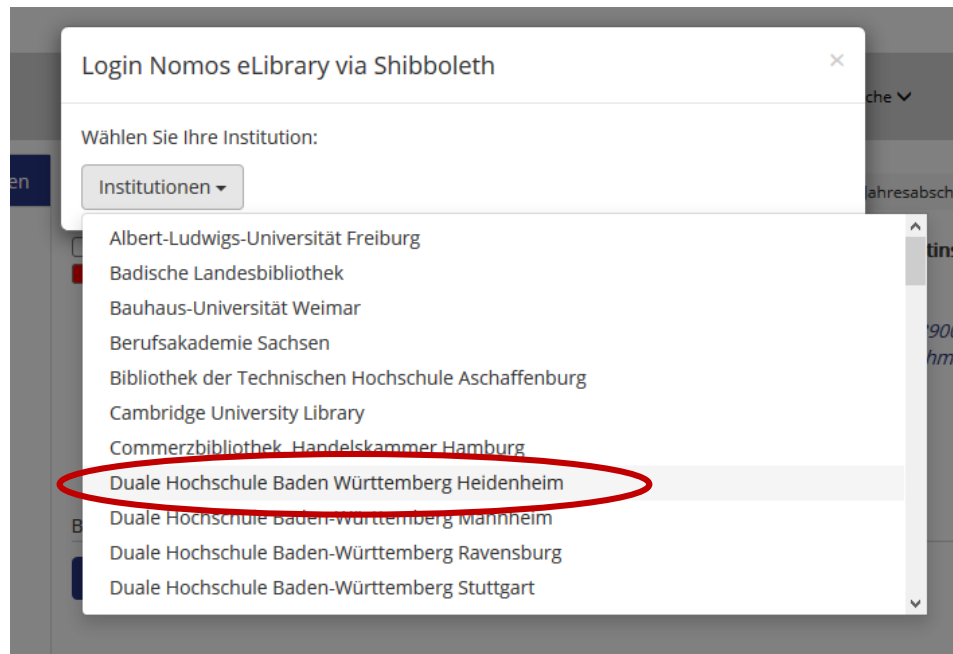 Login Nomos eLibrary via Shibboleth
×
Wählen Sie Ihre Institution:
Institutionen
Albert-Ludwigs-Universität Freiburg
Badische Landesbibliothek
Bauhaus-Universität Weimar
Berufsakademie Sachsen
Bibliothek der Technischen Hochschule Aschaffenburg
Cambridge University Library
Commerzbibliothek, Handelskammer Hamburg
Duale Hochschule Baden Württemberg Heidenheim
Duale Hochschule Baden-Württemberg Mannheim
Duale Hochschule Baden-Württemberg Ravensburg
Duale Hochschule Baden-Württemberg Stuttgart